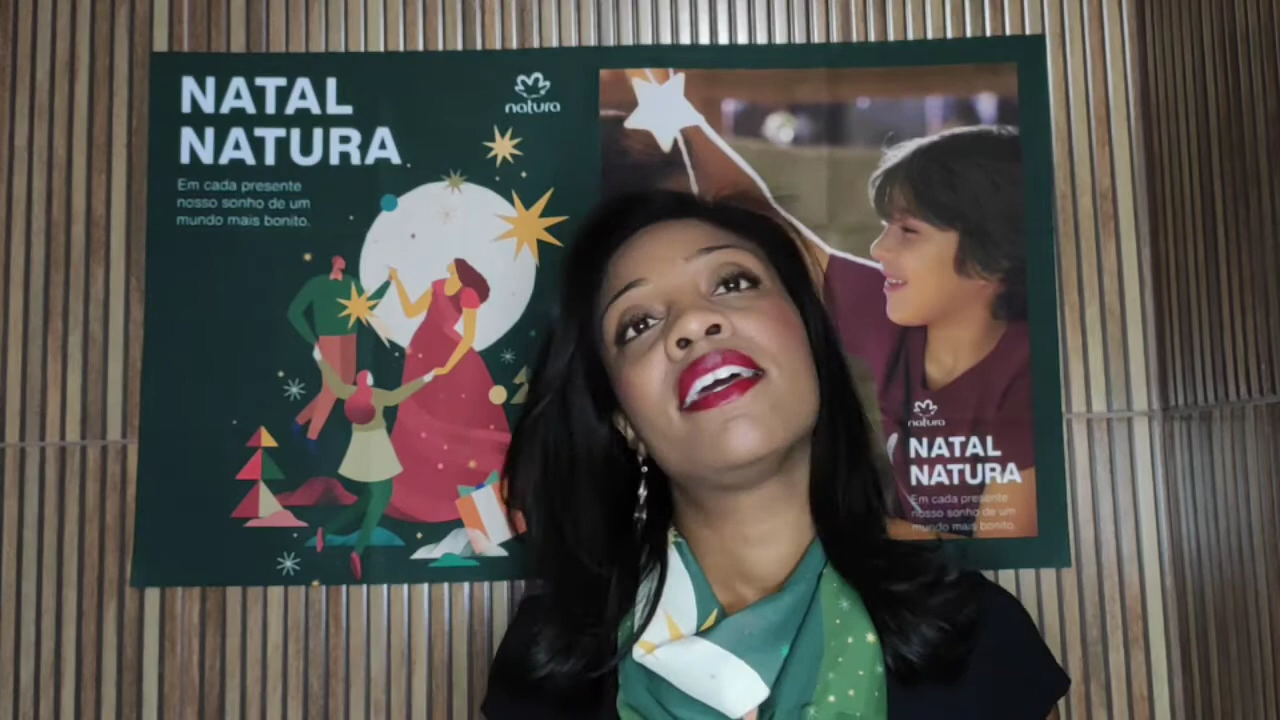 NATAL
NATURA
Em cada presente
nosso sonho de um
mundo mais bonito.
natura
natura
NATAL
NATURA
Em cada presente
nosso sonho de um
mundo mais bonito.